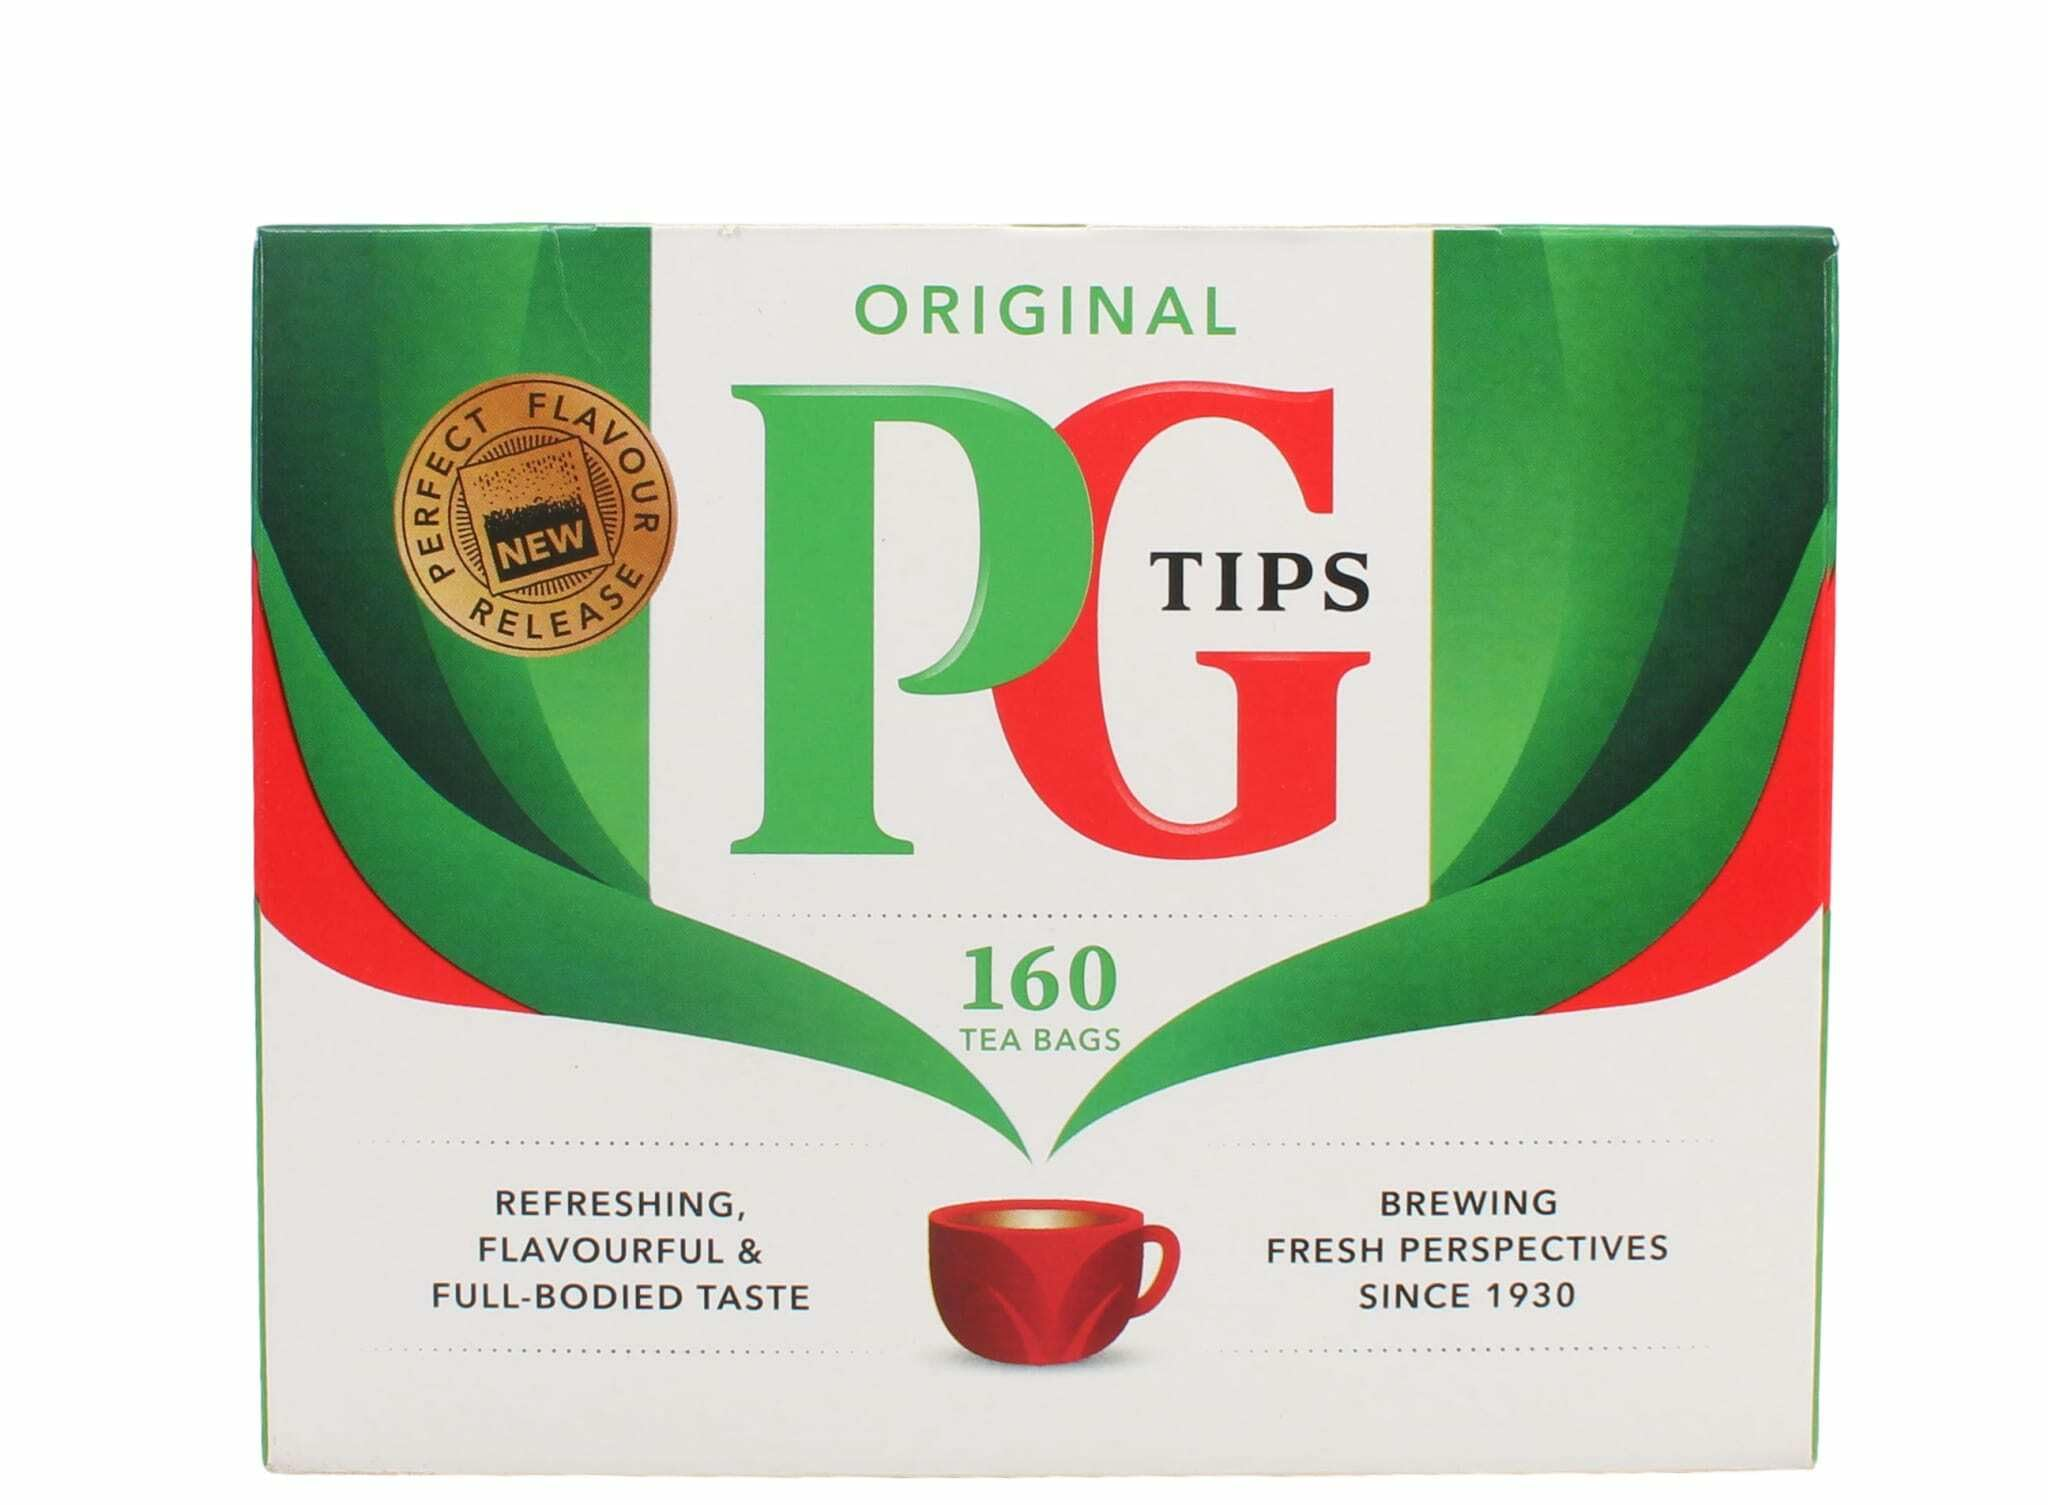 ORIGINAL
PG
TIPS
PERFECT FLAVOUR
NEW
RELEASE
160
TEA BAGS
REFRESHING,
FLAVOURFUL &
FULL-BODIED TASTE
BREWING
FRESH PERSPECTIVES
SINCE 1930